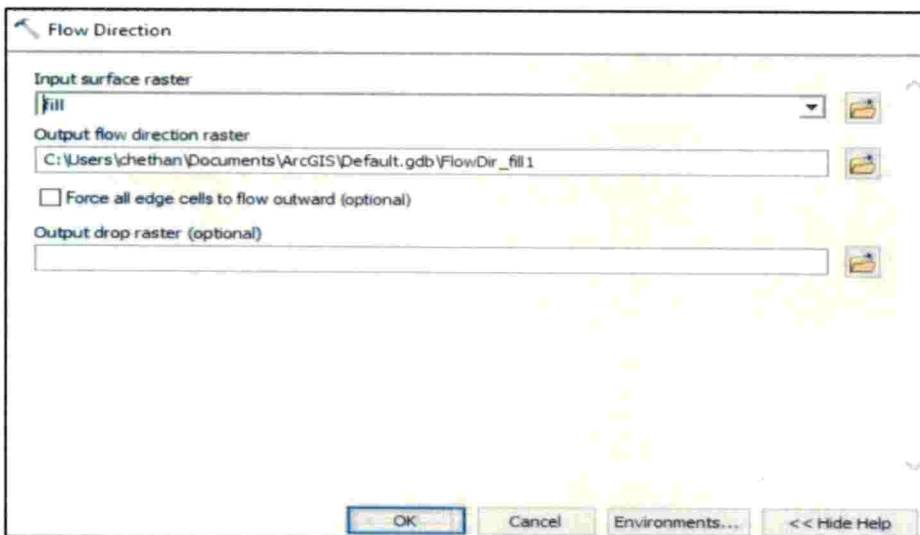 Flow Direction
Input surface raster
fill
Output flow direction raster
C:\Users\chethan\Documents\ArcGIS\Default.gdb\FlowDir_fill1
Force all edge cells to flow outward (optional)
Output drop raster (optional)
OK Cancel Environments... << Hide Help